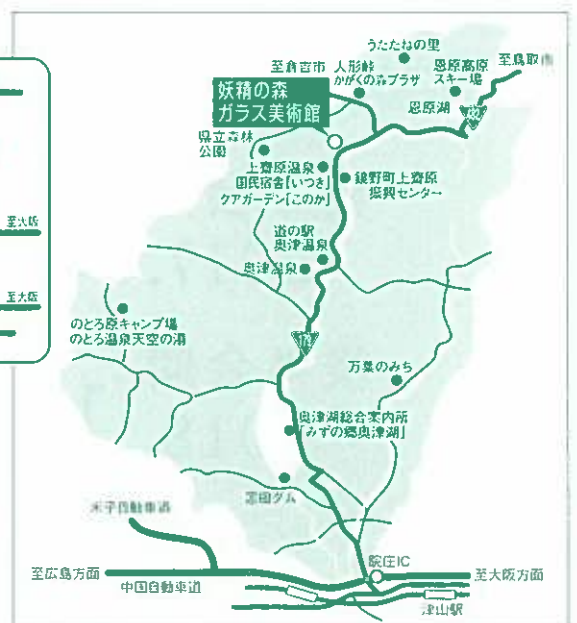 うたたねの里
至倉吉市
人形峠
かがくの森プラザ
恩原高原
スキー場
至鳥取市
妖精の森
ガラス美術館
恩原湖
482
県立森林
公園
上齋原温泉
国民宿舎「いつき」
クアガーデン「このか」
鏡野町上齋原
振興センター
至大阪
道の駅
奥津温泉
奥津温泉
至大阪
のとろ原キャンプ場
のとろ温泉天空の湯
179
万葉のみち
奥津湖総合案内所
「みずの郷奥津湖」
苫田ダム
米子自動車道
院庄IC
至広島方面
中国自動車道
至大阪方面
津山駅